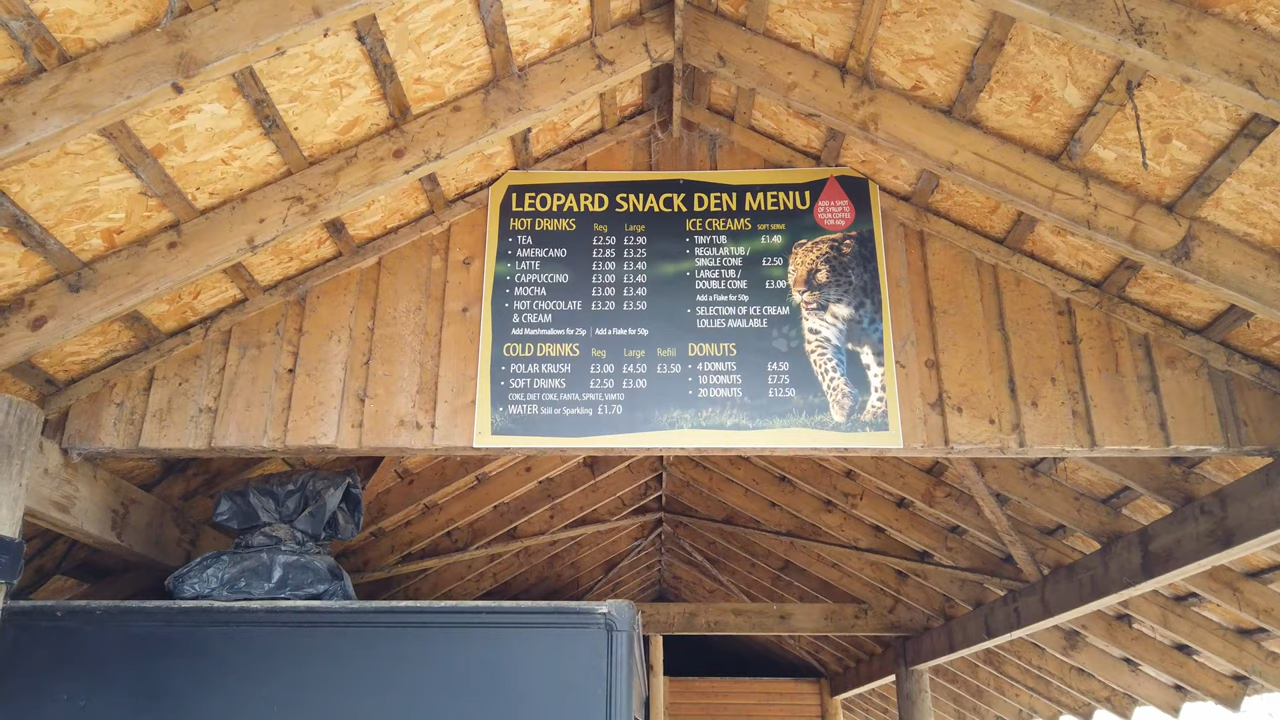 LEOPARD SNACK DEN MENU
ADD A SHOT
OF SYRUP TO
YOUR COFFEE
FOR 60p
HOT DRINKS Reg Large
• TEA £2.50 £2.90
• AMERICANO £2.85 £3.25
• LATTE £3.00 £3.40
• CAPPUCCINO £3.00 £3.40
• MOCHA £3.00 £3.40
• HOT CHOCOLATE £3.20 £3.50
& CREAM
Add Marshmallows for 25p | Add a Flake for 50p
COLD DRINKS Reg Large Refill
• POLAR KRUSH £3.00 £4.50 £3.50
• SOFT DRINKS £2.50 £3.00
COKE, DIET COKE, FANTA, SPRITE, VIMTO
• WATER Still or Sparkling £1.70
ICE CREAMS SOFT SERVE
• TINY TUB £1.40
• REGULAR TUB /
SINGLE CONE £2.50
• LARGE TUB /
DOUBLE CONE £3.00
Add a Flake for 50p
• SELECTION OF ICE CREAM
LOLLIES AVAILABLE
DONUTS
• 4 DONUTS £4.50
• 10 DONUTS £7.75
• 20 DONUTS £12.50